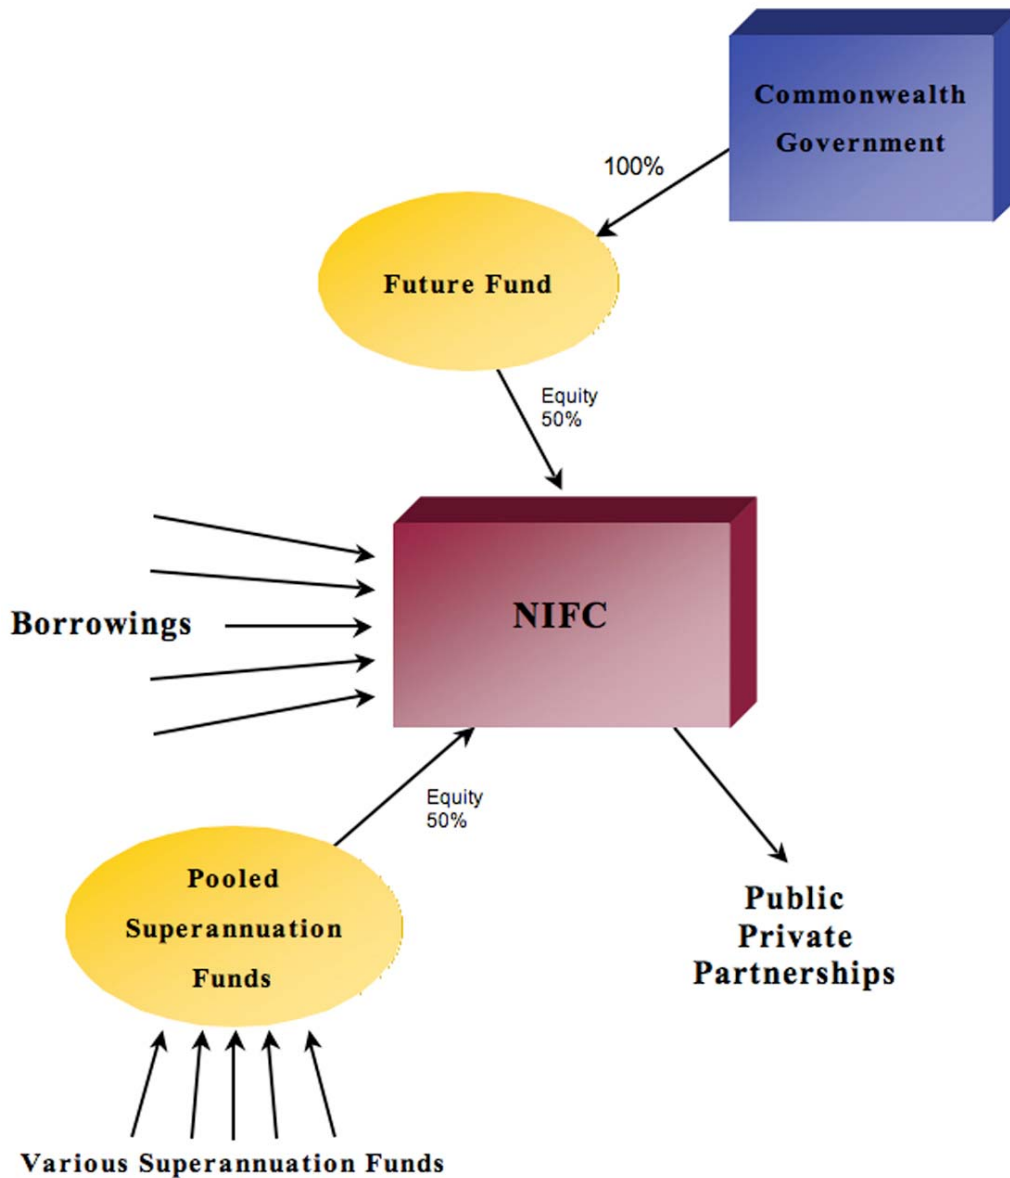 Commonwealth
Government
100%
Future Fund
Equity
50%
Borrowings
NIFC
Equity
50%
Pooled
Superannuation
Funds
Public
Private
Partnerships
Various Superannuation Funds